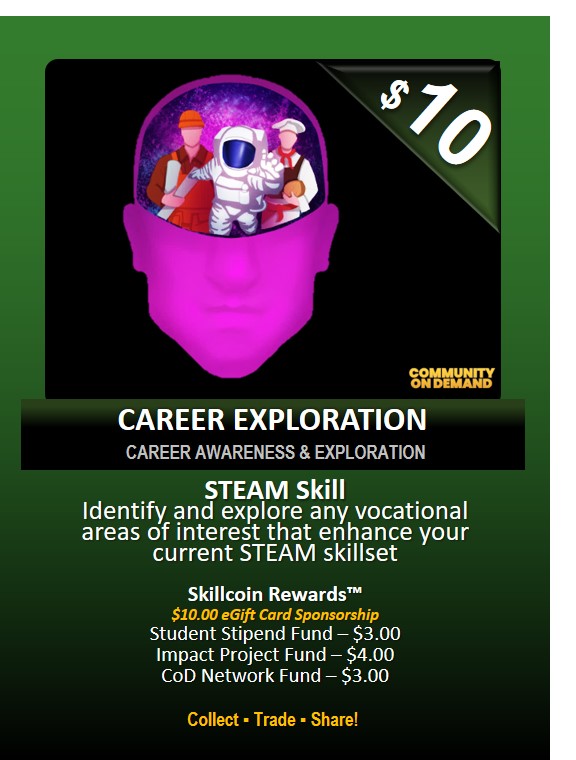 $10
COMMUNITY
ON DEMAND
CAREER EXPLORATION
CAREER AWARENESS & EXPLORATION
STEAM Skill
Identify and explore any vocational
areas of interest that enhance your
current STEAM skillset
Skillcoin Rewards™
$10.00 eGift Card Sponsorship
Student Stipend Fund – $3.00
Impact Project Fund – $4.00
CoD Network Fund – $3.00
Collect ▪ Trade ▪ Share!